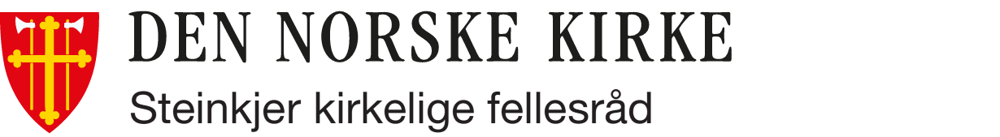 DEN NORSKE KIRKE
Steinkjer kirkelige fellesråd